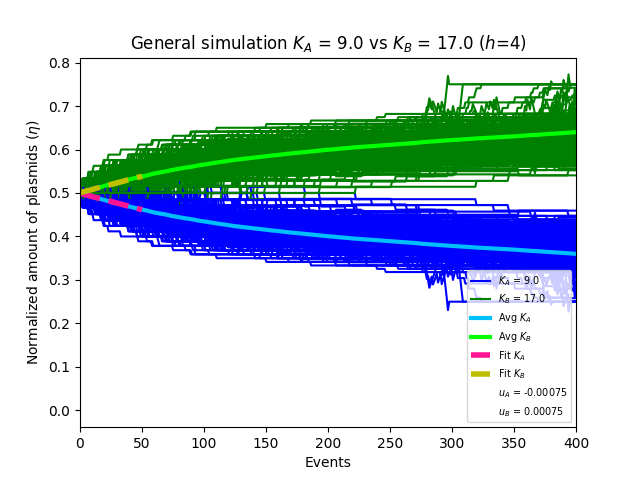 General simulation K_A = 9.0 vs K_B = 17.0 (h=4)
Normalized amount of plasmids (η)
0.8
0.7
0.6
0.5
0.4
0.3
0.2
0.1
0.0
K_A = 9.0
K_B = 17.0
Avg K_A
Avg K_B
Fit K_A
Fit K_B
u_A = -0.00075
u_B = 0.00075
0 50 100 150 200 250 300 350 400
Events